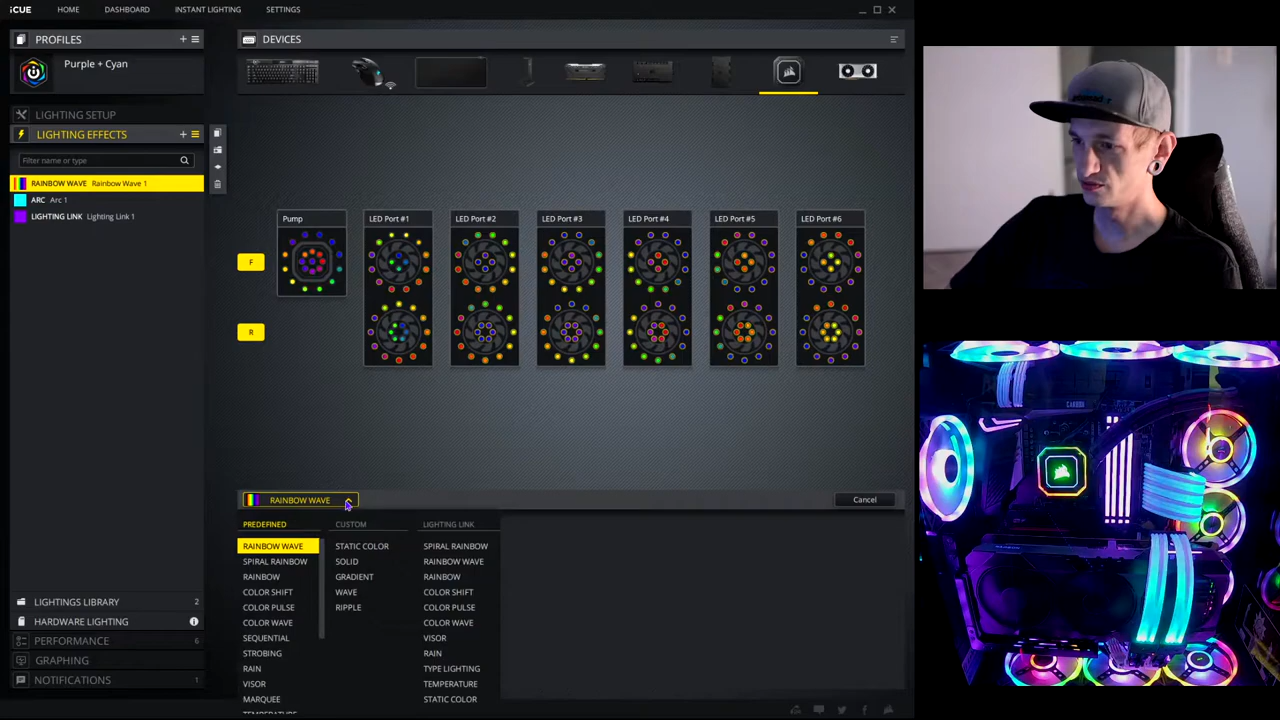 iCUE HOME DASHBOARD INSTANT LIGHTING SETTINGS
PROFILES
DEVICES
Purple + Cyan
LIGHTING SETUP
LIGHTING EFFECTS
Filter name or type
RAINBOW WAVE Rainbow Wave 1
ARC Arc 1
LIGHTING LINK Lighting Link 1
Pump LED Port #1 LED Port #2 LED Port #3 LED Port #4 LED Port #5 LED Port #6
F
R
RAINBOW WAVE
Cancel
PREDEFINED CUSTOM LIGHTING LINK
RAINBOW WAVE STATIC COLOR SPIRAL RAINBOW
SPIRAL RAINBOW SOLID RAINBOW WAVE
RAINBOW GRADIENT RAINBOW
COLOR SHIFT WAVE COLOR SHIFT
COLOR PULSE RIPPLE COLOR PULSE
COLOR WAVE COLOR WAVE
SEQUENTIAL VISOR
STROBING RAIN
RAIN TYPE LIGHTING
VISOR TEMPERATURE
MARQUEE STATIC COLOR
TEMPERATURE
LIGHTINGS LIBRARY 2
HARDWARE LIGHTING
PERFORMANCE 6
GRAPHING
NOTIFICATIONS 1
CARBON